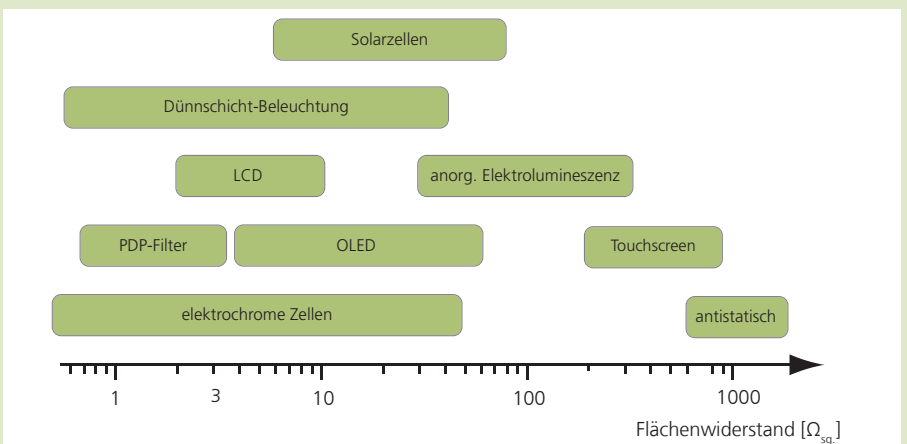 Solarzellen
Dünnschicht-Beleuchtung
LCD
anorg. Elektrolumineszenz
PDP-Filter
OLED
Touchscreen
elektrochrome Zellen
antistatisch
1
3
10
100
1000
Flächenwiderstand [Ωsq.]